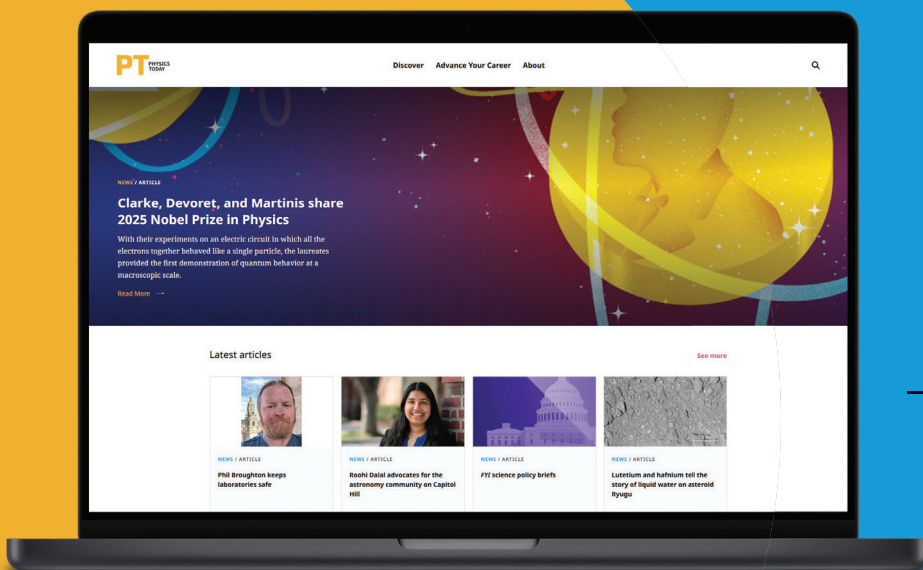 PT PHYSICS
TODAY
Discover Advance Your Career About
NEWS / ARTICLE
Clarke, Devoret, and Martinis share
2025 Nobel Prize in Physics
With their experiments on an electric circuit in which all the
electrons together behaved like a single particle, the laureates
provided the first demonstration of quantum behavior at a
macroscopic scale.
Read More →
Latest articles
See more
NEWS / ARTICLE
Phil Broughton keeps
laboratories safe
NEWS / ARTICLE
Roohi Dalal advocates for the
astronomy community on Capitol
Hill
NEWS / ARTICLE
FYI science policy briefs
NEWS / ARTICLE
Lutetium and hafnium tell the
story of liquid water on asteroid
Ryugu